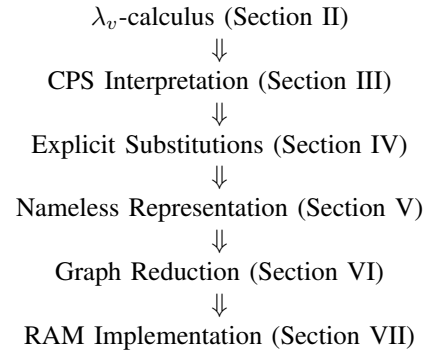 λᵥ-calculus (Section II)
⇓
CPS Interpretation (Section III)
⇓
Explicit Substitutions (Section IV)
⇓
Nameless Representation (Section V)
⇓
Graph Reduction (Section VI)
⇓
RAM Implementation (Section VII)